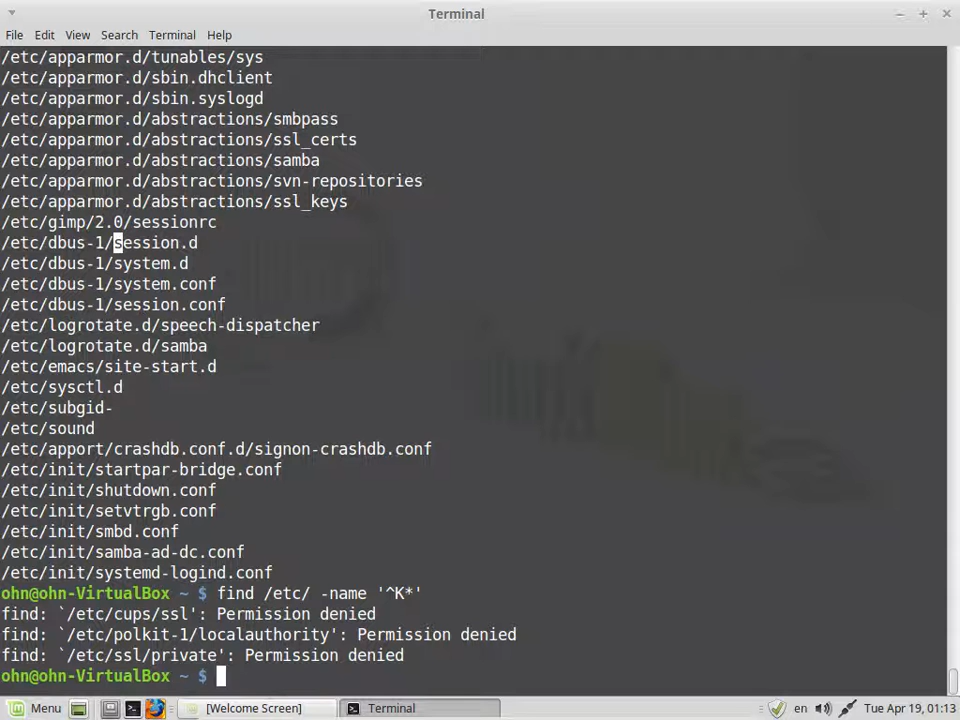 Terminal
File Edit View Search Terminal Help
/etc/apparmor.d/tunables/sys
/etc/apparmor.d/sbin.dhclient
/etc/apparmor.d/sbin.syslogd
/etc/apparmor.d/abstractions/smbpass
/etc/apparmor.d/abstractions/ssl_certs
/etc/apparmor.d/abstractions/samba
/etc/apparmor.d/abstractions/svn-repositories
/etc/apparmor.d/abstractions/ssl_keys
/etc/gimp/2.0/sessionrc
/etc/dbus-1/session.d
/etc/dbus-1/system.d
/etc/dbus-1/system.conf
/etc/dbus-1/session.conf
/etc/logrotate.d/speech-dispatcher
/etc/logrotate.d/samba
/etc/emacs/site-start.d
/etc/sysctl.d
/etc/subgid-
/etc/sound
/etc/apport/crashdb.conf.d/signon-crashdb.conf
/etc/init/startpar-bridge.conf
/etc/init/shutdown.conf
/etc/init/setvtrgb.conf
/etc/init/smbd.conf
/etc/init/samba-ad-dc.conf
/etc/init/systemd-logind.conf
ohn@ohn-VirtualBox ~ $ find /etc/ -name '^K*'
find: `/etc/cups/ssl': Permission denied
find: `/etc/polkit-1/localauthority': Permission denied
find: `/etc/ssl/private': Permission denied
ohn@ohn-VirtualBox ~ $
Menu [Welcome Screen] Terminal en Tue Apr 19, 01:13